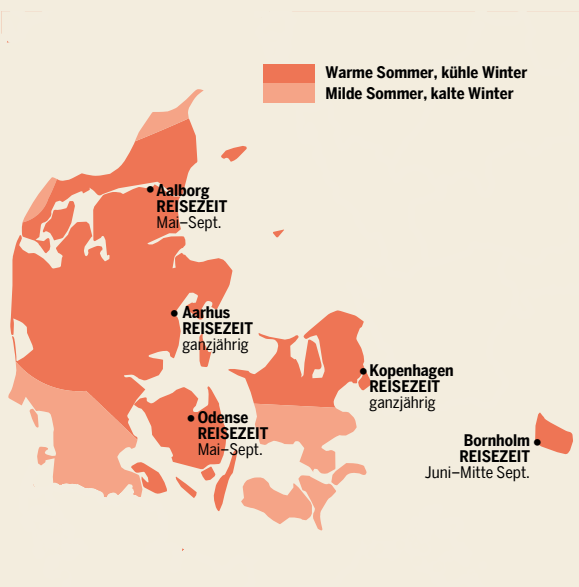 Warme Sommer, kühle Winter
Milde Sommer, kalte Winter
Aalborg
REISEZEIT
Mai–Sept.
Aarhus
REISEZEIT
ganzjährig
Kopenhagen
REISEZEIT
ganzjährig
Odense
REISEZEIT
Mai–Sept.
Bornholm
REISEZEIT
Juni–Mitte Sept.